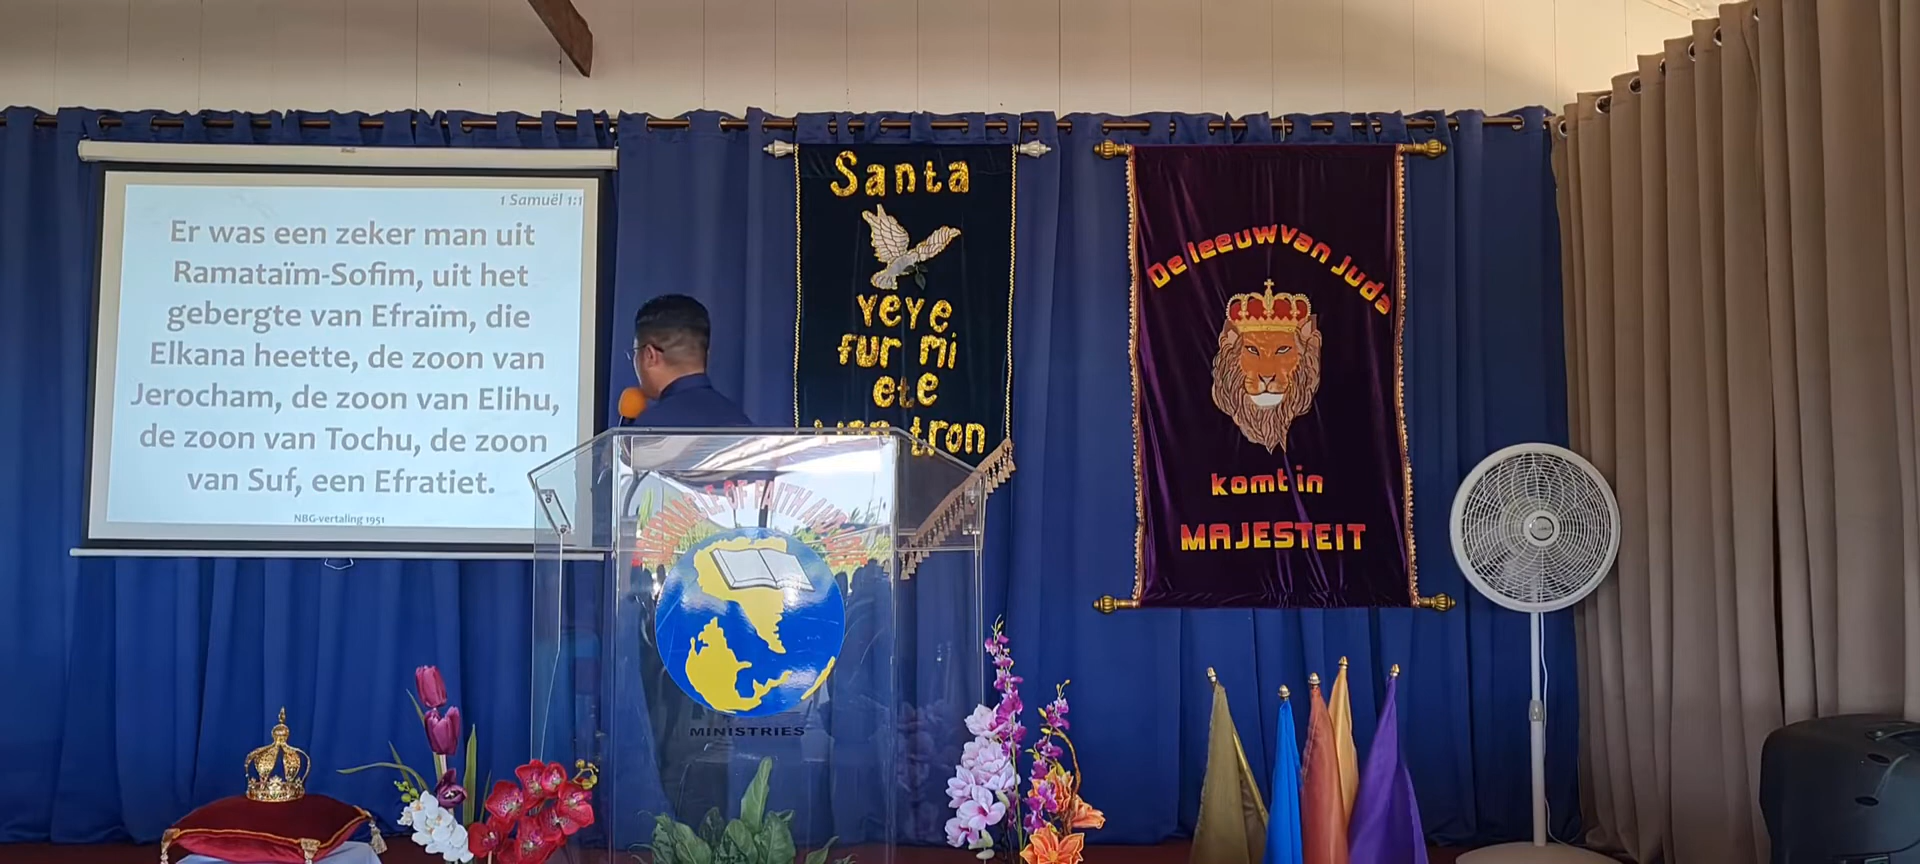 1 Samuël 1:1
Er was een zeker man uit
Ramataïm-Sofim, uit het
gebergte van Efraïm, die
Elkana heette, de zoon van
Jerocham, de zoon van Elihu,
de zoon van Tochu, de zoon
van Suf, een Efratiet.
NBG-vertaling 1951
Santa
yeye
fur mi
ete
tron
De leeuw van Juda
komt in
MAJESTEIT
OF FAITH
MINISTRIES